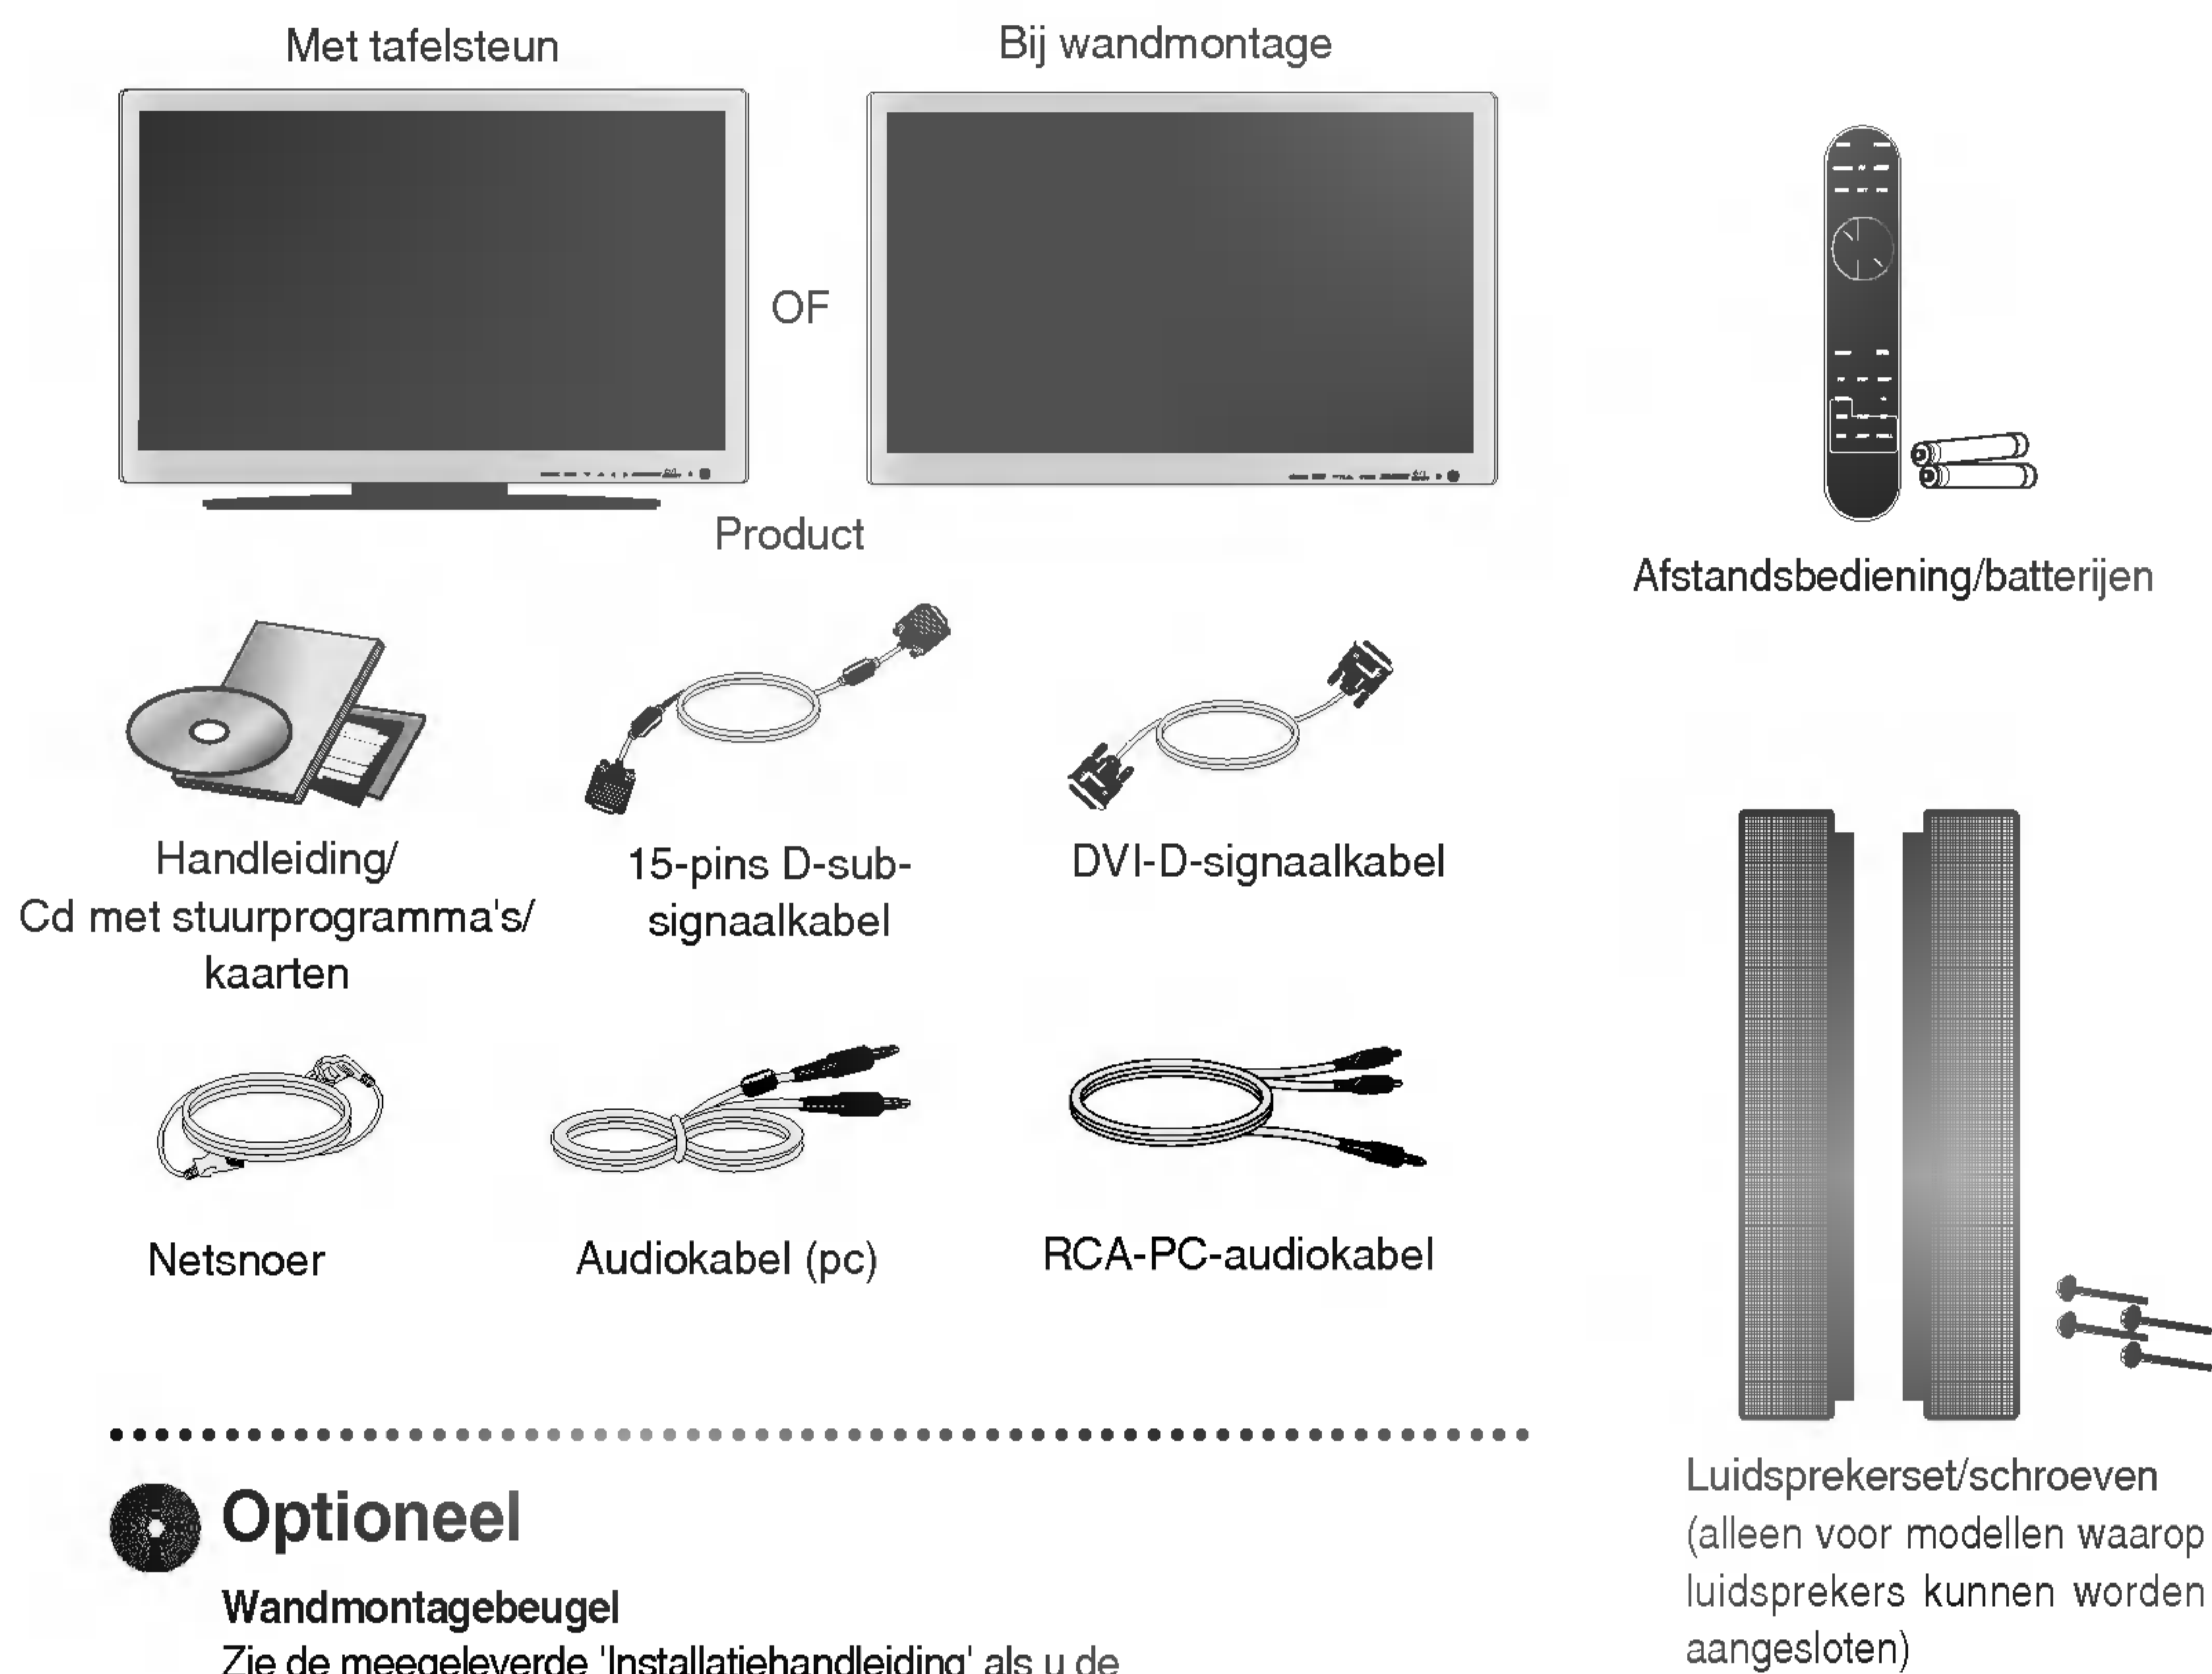 Met tafelsteun
Bij wandmontage
OF
Product
Afstandsbediening/batterijen
Handleiding/
Cd met stuurprogramma's/
kaarten
15-pins D-sub-
signaalkabel
DVI-D-signaalkabel
Netsnoer
Audiokabel (pc)
RCA-PC-audiokabel
Luidsprekerset/schroeven
(alleen voor modellen waarop
luidsprekers kunnen worden
aangesloten)
Optioneel
Wandmontagebeugel
Zie de meegeleverde 'Installatiehandleiding' als u de